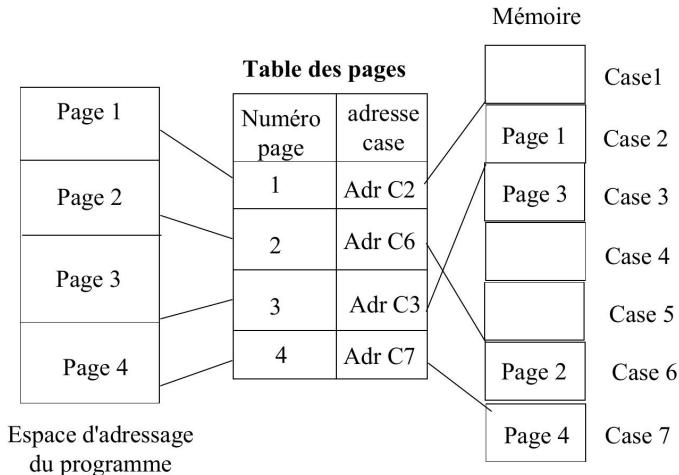 Mémoire
Table des pages
Page 1
Page 2
Page 3
Page 4
Espace d'adressage
du programme
Numéro
page
adresse
case
1
Adr C2
2
Adr C6
3
Adr C3
4
Adr C7
Case1
Page 1
Case 2
Page 3
Case 3
Case 4
Case 5
Page 2
Case 6
Page 4
Case 7